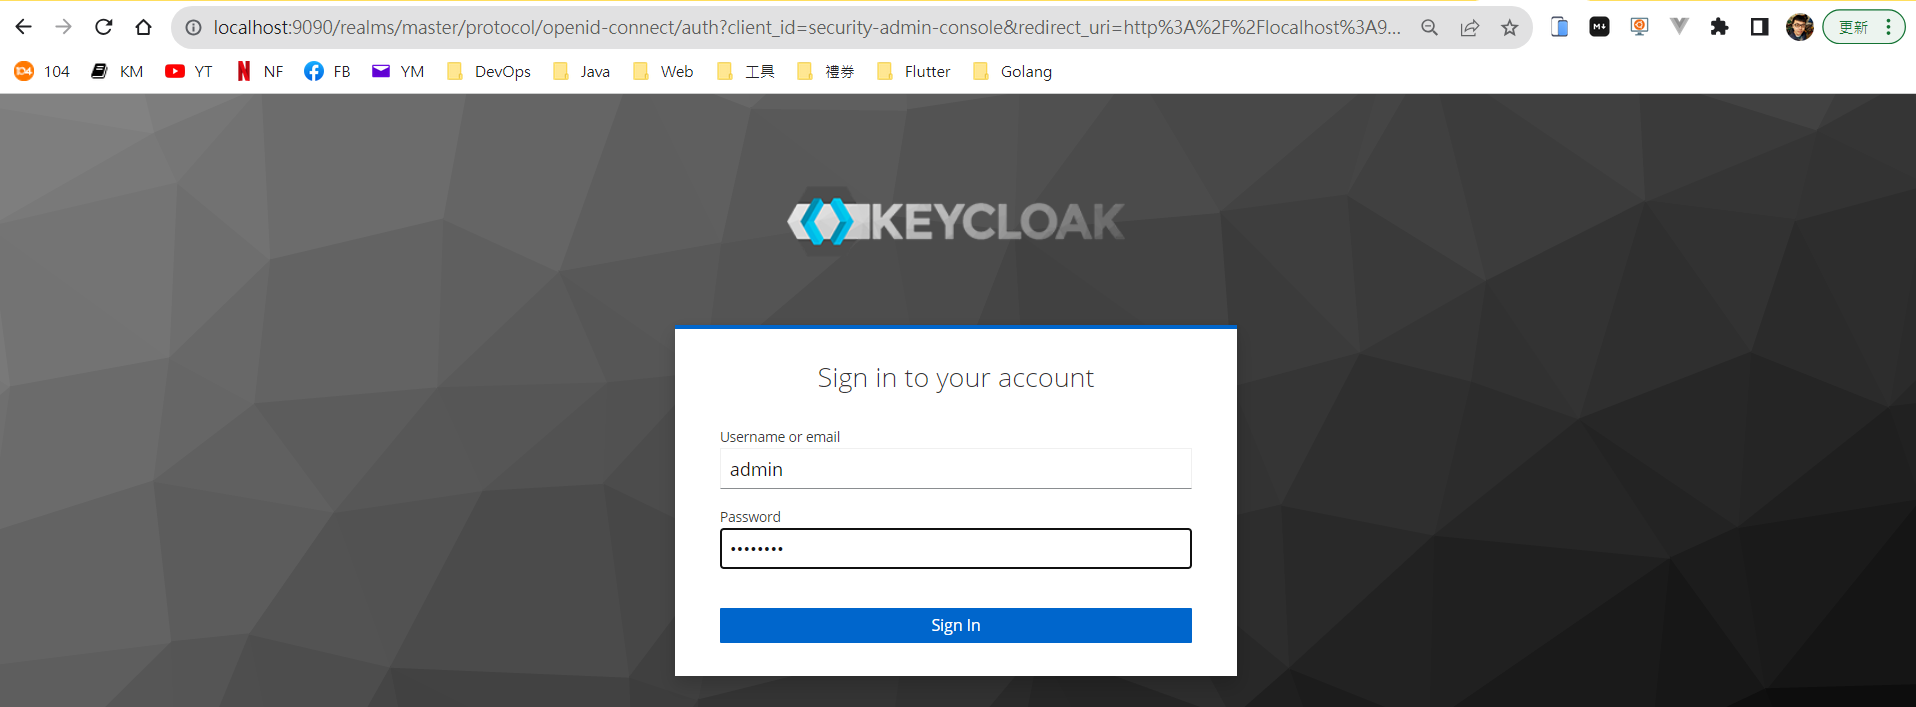 localhost:9090/realms/master/protocol/openid-connect/auth?client_id=security-admin-console&redirect_uri=http%3A%2F%2Flocalhost%3A9...
M↓
更新
104 104 KM YT NF FB YM DevOps Java Web 工具 禮券 Flutter Golang
KEYCLOAK
Sign in to your account
Username or email
admin
Password
••••••••
Sign In